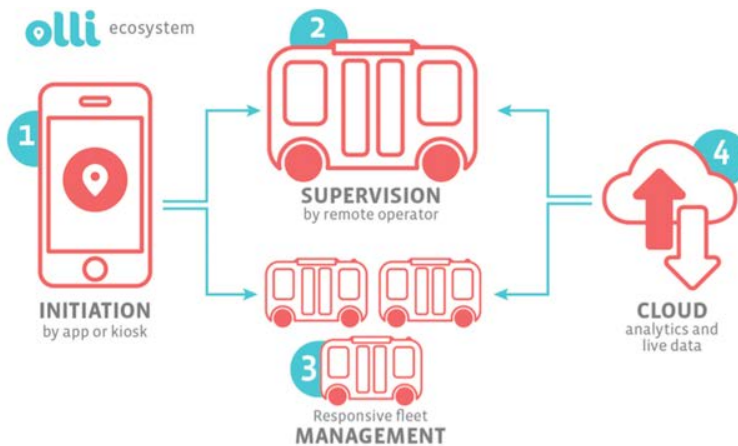 olli ecosystem
1
INITIATION
by app or kiosk
2
SUPERVISION
by remote operator
3
Responsive fleet
MANAGEMENT
4
CLOUD
analytics and
live data